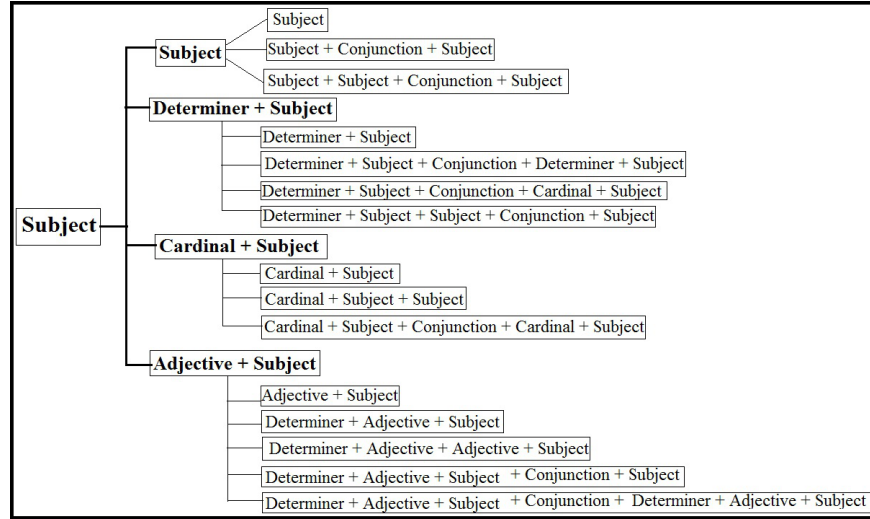 Subject
Subject
Subject
Subject + Conjunction + Subject
Subject + Subject + Conjunction + Subject
Determiner + Subject
Determiner + Subject
Determiner + Subject + Conjunction + Determiner + Subject
Determiner + Subject + Conjunction + Cardinal + Subject
Determiner + Subject + Subject + Conjunction + Subject
Cardinal + Subject
Cardinal + Subject
Cardinal + Subject + Subject
Cardinal + Subject + Conjunction + Cardinal + Subject
Adjective + Subject
Adjective + Subject
Determiner + Adjective + Subject
Determiner + Adjective + Adjective + Subject
Determiner + Adjective + Subject + Conjunction + Subject
Determiner + Adjective + Subject + Conjunction + Determiner + Adjective + Subject